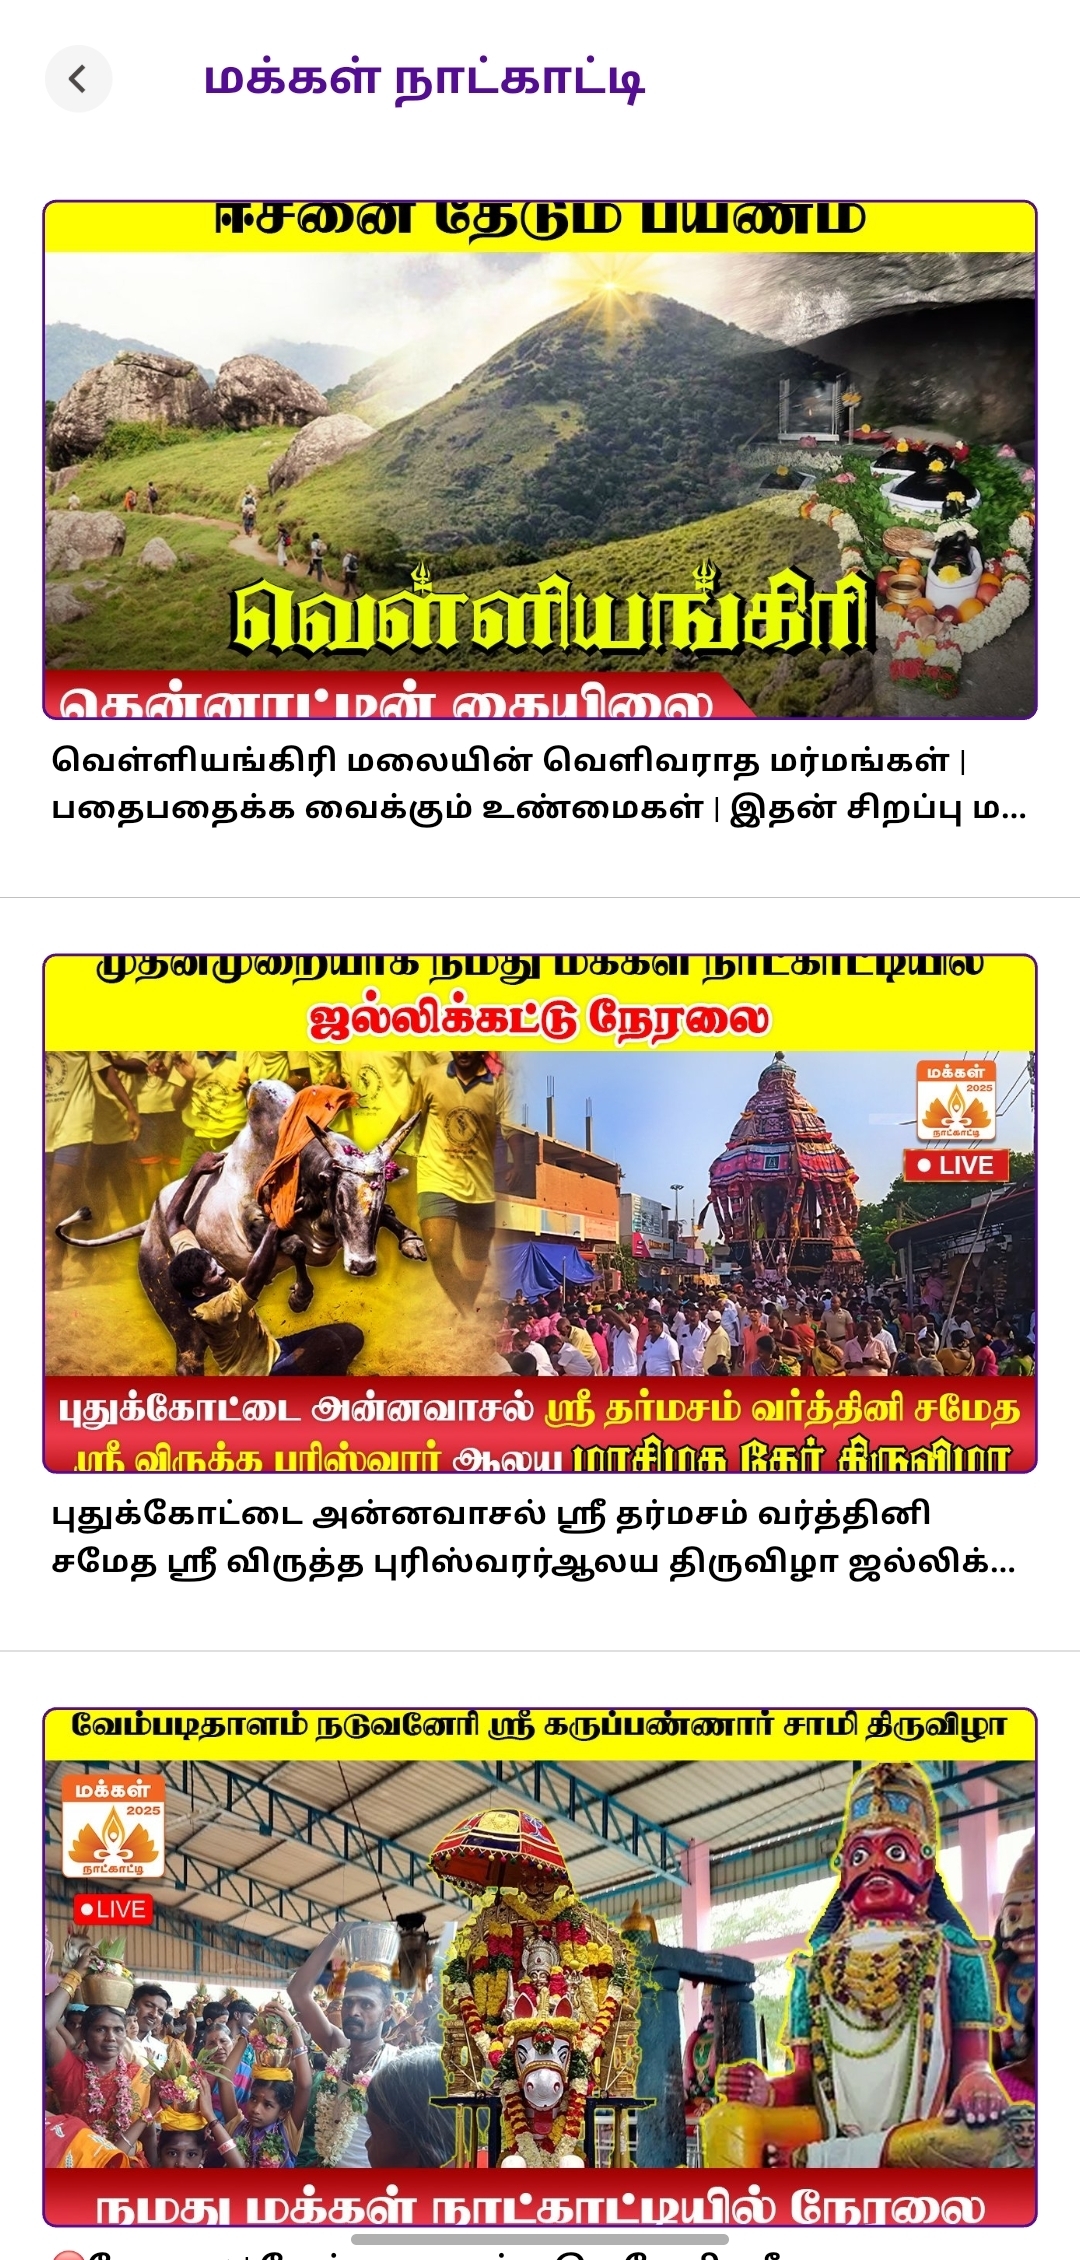 மக்கள் நாட்காட்டி
ஈசனை தேடும் பயணம்
வெள்ளியங்கிரி
தென்னாட்டின் கையிலை
வெள்ளியங்கிரி மலையின் வெளிவராத மர்மங்கள் |
பதைபதைக்க வைக்கும் உண்மைகள் | இதன் சிறப்பு ம...
முதன்முறையாக நமது மக்கள் நாட்காட்டியில்
ஜல்லிக்கட்டு நேரலை
மக்கள்
2025
நாட்காட்டி
LIVE
புதுக்கோட்டை அன்னவாசல் ஸ்ரீ தர்மசம் வர்த்தினி சமேத
ஸ்ரீ விருத்த புரிஸ்வரர் ஆலய மாசிமக தேர் திருவிழா
புதுக்கோட்டை அன்னவாசல் ஸ்ரீ தர்மசம் வர்த்தினி
சமேத ஸ்ரீ விருத்த புரிஸ்வரர்ஆலய திருவிழா ஜல்லிக்...
வேம்படிதாளம் நடுவனேரி ஸ்ரீ கருப்பண்ணார் சாமி திருவிழா
மக்கள்
2025
நாட்காட்டி
LIVE
நமது மக்கள் நாட்காட்டியில் நேரலை